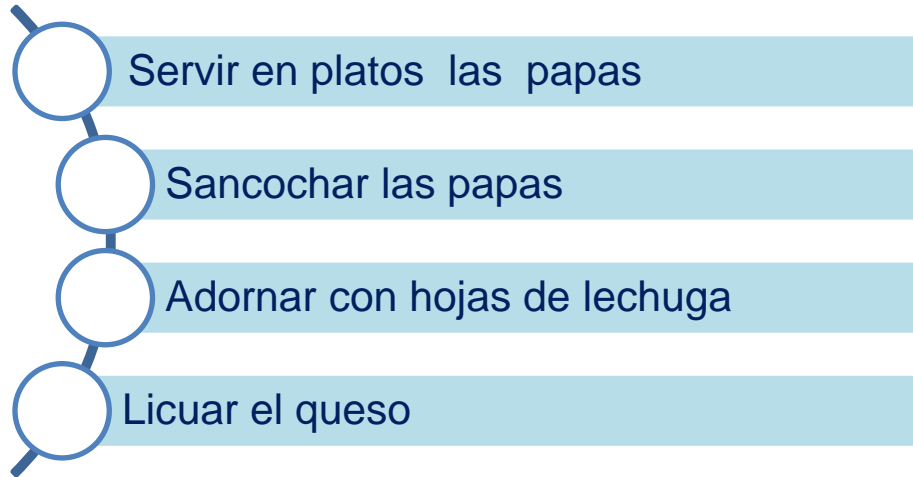 Servir en platos las papas
Sancochar las papas
Adornar con hojas de lechuga
Licuar el queso